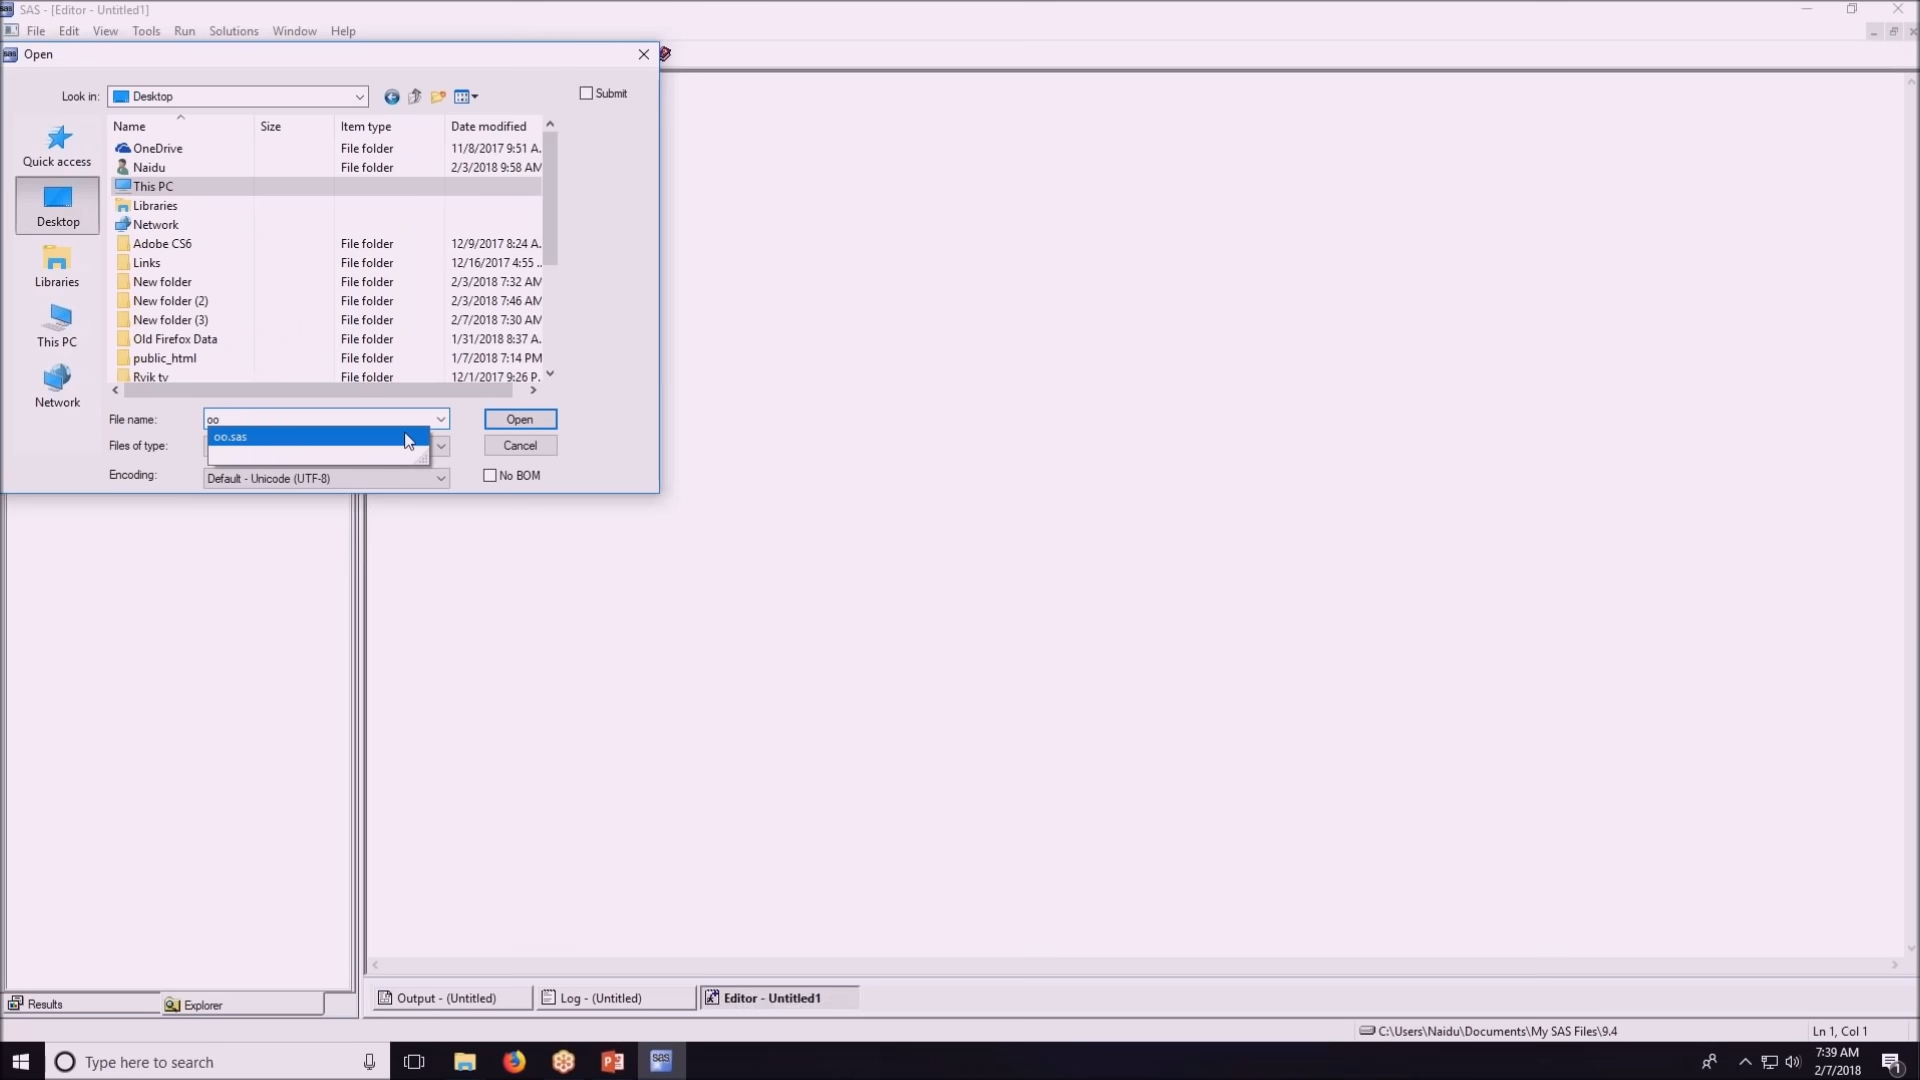 SAS - [Editor - Untitled1]
File Edit View Tools Run Solutions Window Help
Open
Look in: Desktop
Submit
Name Size Item type Date modified
OneDrive File folder 11/8/2017 9:51 A.
Naidu File folder 2/3/2018 9:58 AM
This PC
Libraries
Network
Adobe CS6 File folder 12/9/2017 8:24 A.
Links File folder 12/16/2017 4:55 ..
New folder File folder 2/3/2018 7:32 AM
New folder (2) File folder 2/3/2018 7:46 AM
New folder (3) File folder 2/7/2018 7:30 AM
Old Firefox Data File folder 1/31/2018 8:37 A.
public_html File folder 1/7/2018 7:14 PM
Rvik tv File folder 12/1/2017 9:26 P.
Quick access
Desktop
Libraries
This PC
Network
File name: oo Open
oo.sas
Files of type: Cancel
Encoding: Default - Unicode (UTF-8) No BOM
Results Explorer
Output - (Untitled) Log - (Untitled) Editor - Untitled1
C:\Users\Naidu\Documents\My SAS Files\9.4 Ln 1, Col 1
Type here to search
7:39 AM
2/7/2018
1